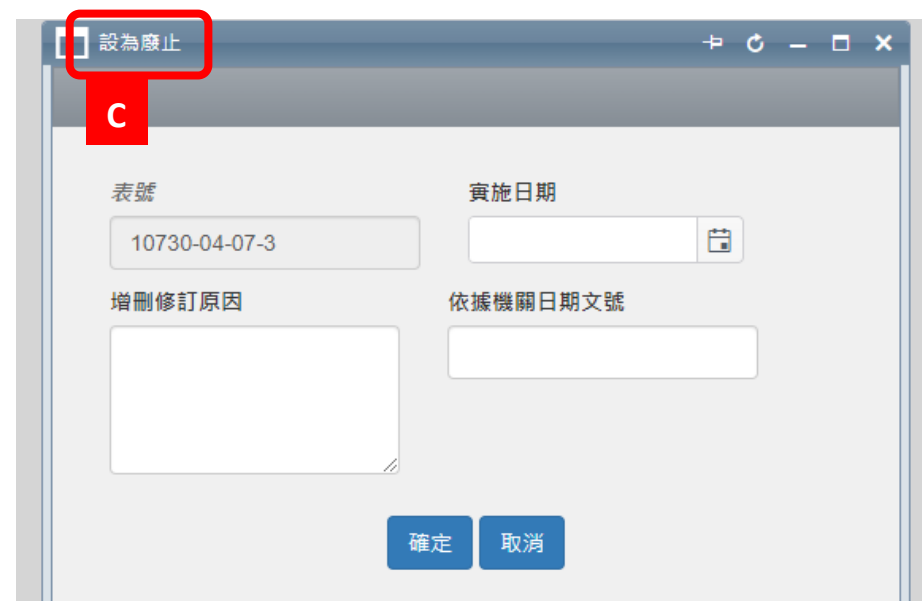 設為廢止
C
表號 實施日期
10730-04-07-3
增刪修訂原因 依據機關日期文號
確定 取消